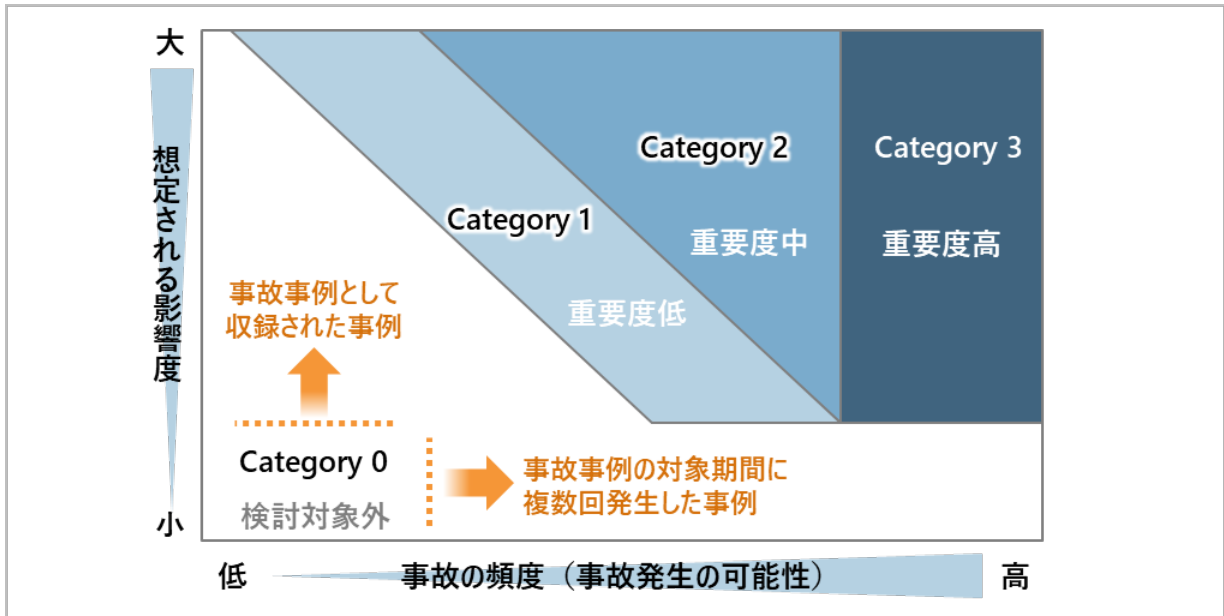 大
想定される影響度
小
Category 1
重要度低
Category 2
重要度中
Category 3
重要度高
事故事例として
収録された事例
Category 0
検討対象外
事故事例の対象期間に
複数回発生した事例
低
事故の頻度（事故発生の可能性）
高